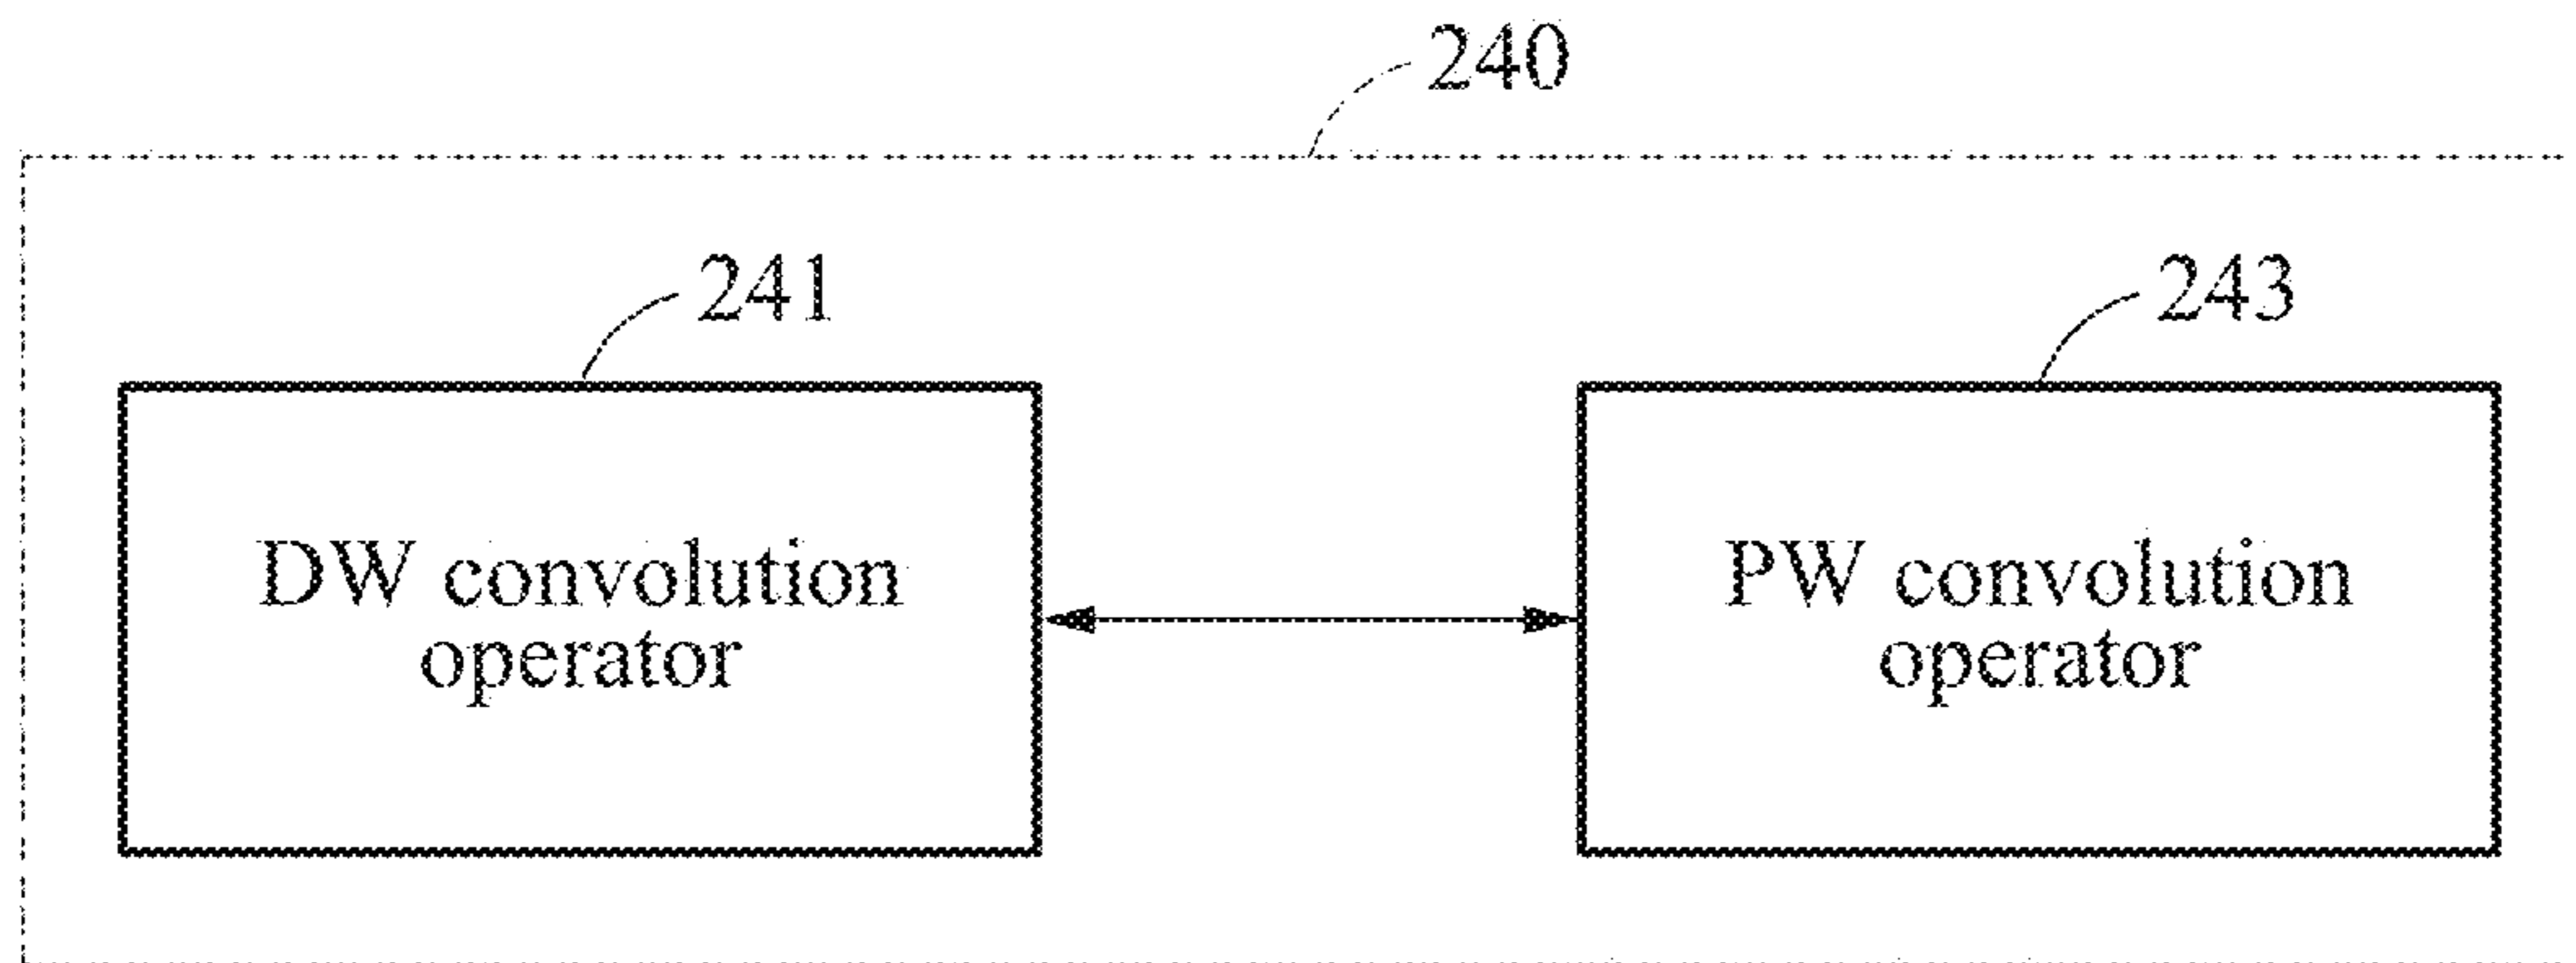 240
241
243
DW convolution
operator
PW convolution
operator